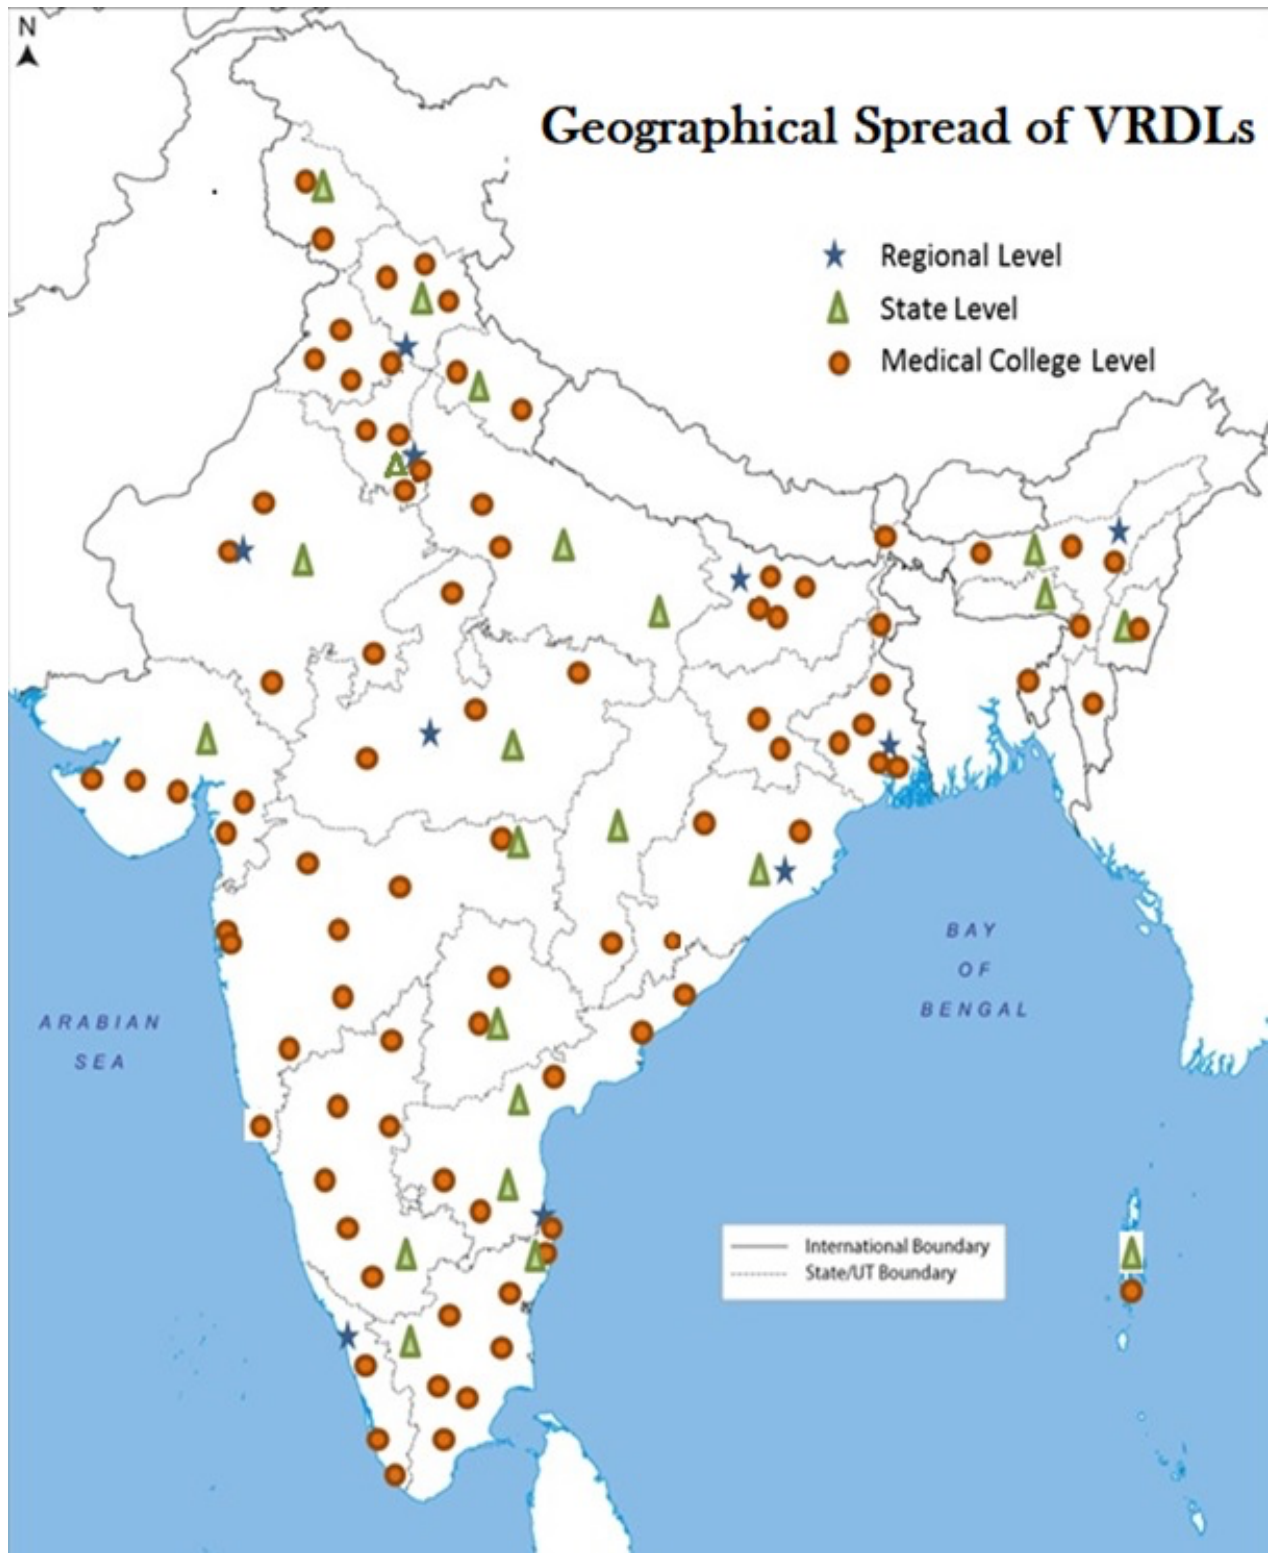 N
Geographical Spread of VRDLs
Regional Level
State Level
Medical College Level
BAY
OF
BENGAL
ARABIAN
SEA
International Boundary
State/UT Boundary